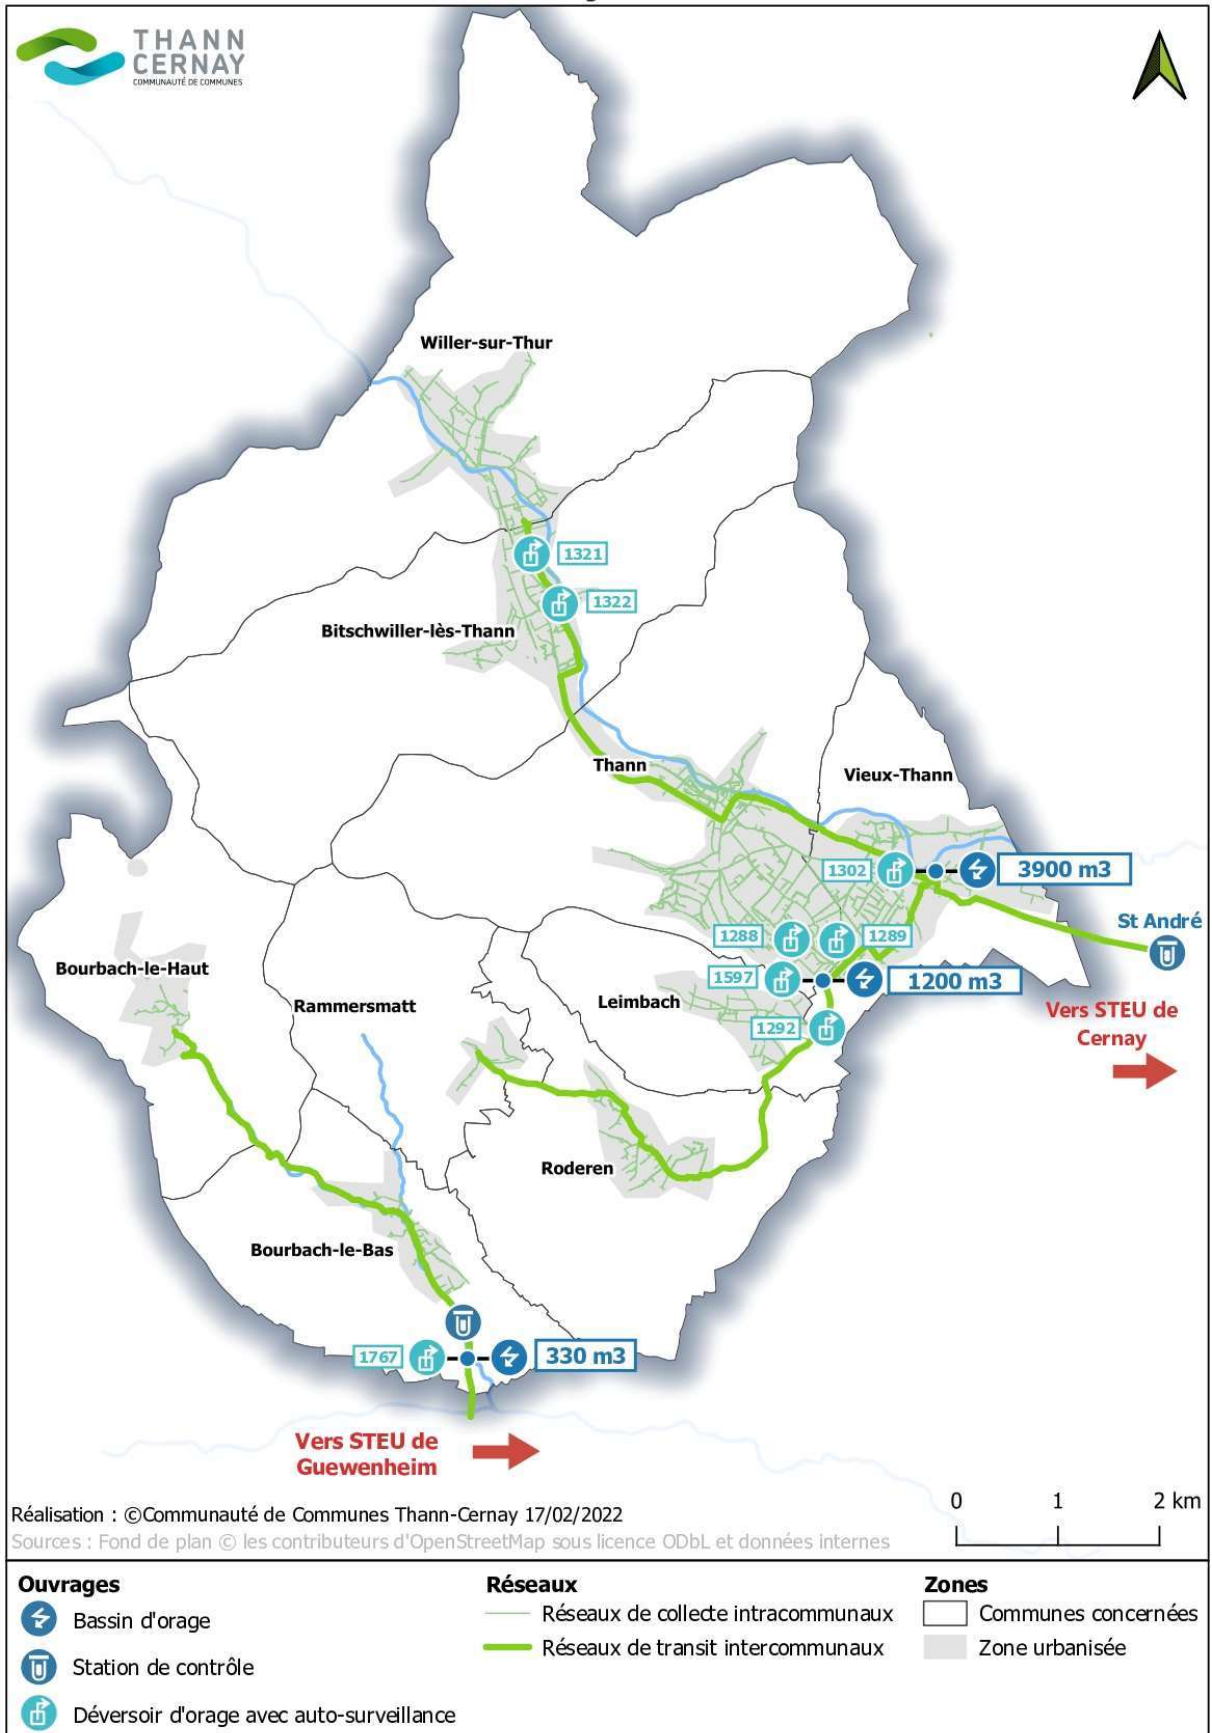 THANN
CERNAY
COMMUNAUTÉ DE COMMUNES
Willer-sur-Thur
1321
1322
Bitschwiller-lès-Thann
Thann
Vieux-Thann
1302
3900 m3
St André
1288
1289
Bourbach-le-Haut
1597
1200 m3
Leimbach
Rammersmatt
1292
Vers STEU de
Cernay
Roderen
Bourbach-le-Bas
1767
330 m3
Vers STEU de
Guewenheim
0 1 2 km
Réalisation : ©Communauté de Communes Thann-Cernay 17/02/2022
Sources : Fond de plan © les contributeurs d'OpenStreetMap sous licence ODbL et données internes
Ouvrages
Bassin d'orage
Station de contrôle
Déversoir d'orage avec auto-surveillance
Réseaux
Réseaux de collecte intracommunaux
Réseaux de transit intercommunaux
Zones
Communes concernées
Zone urbanisée